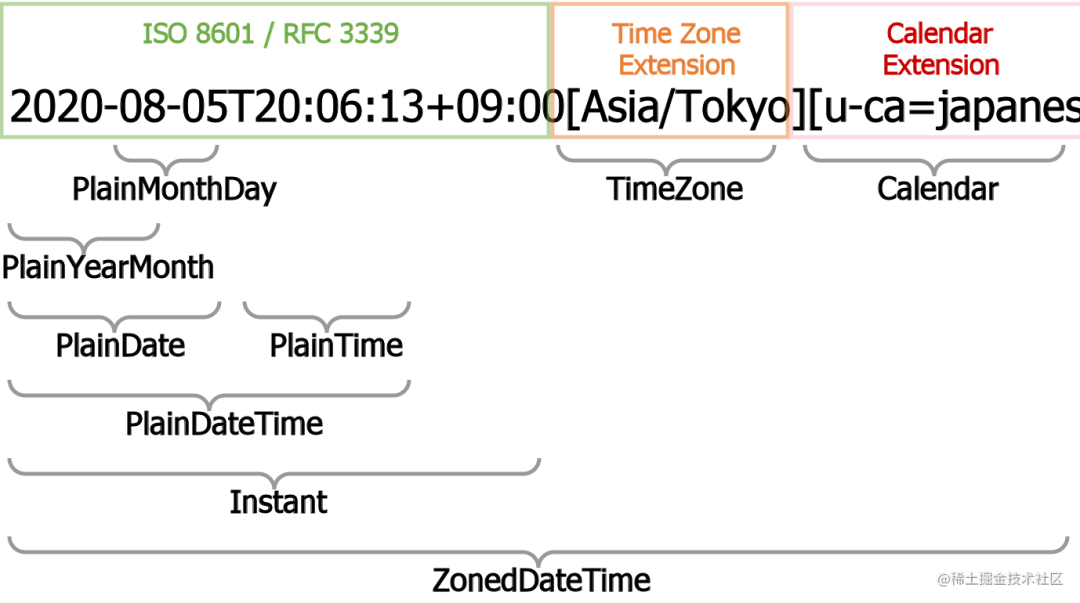 ISO 8601 / RFC 3339
Time Zone
Extension
Calendar
Extension
2020-08-05T20:06:13+09:00[Asia/Tokyo][u-ca=japanes
PlainMonthDay
TimeZone
Calendar
PlainYearMonth
PlainDate
PlainTime
PlainDateTime
Instant
ZonedDateTime
@稀土掘金技术社区